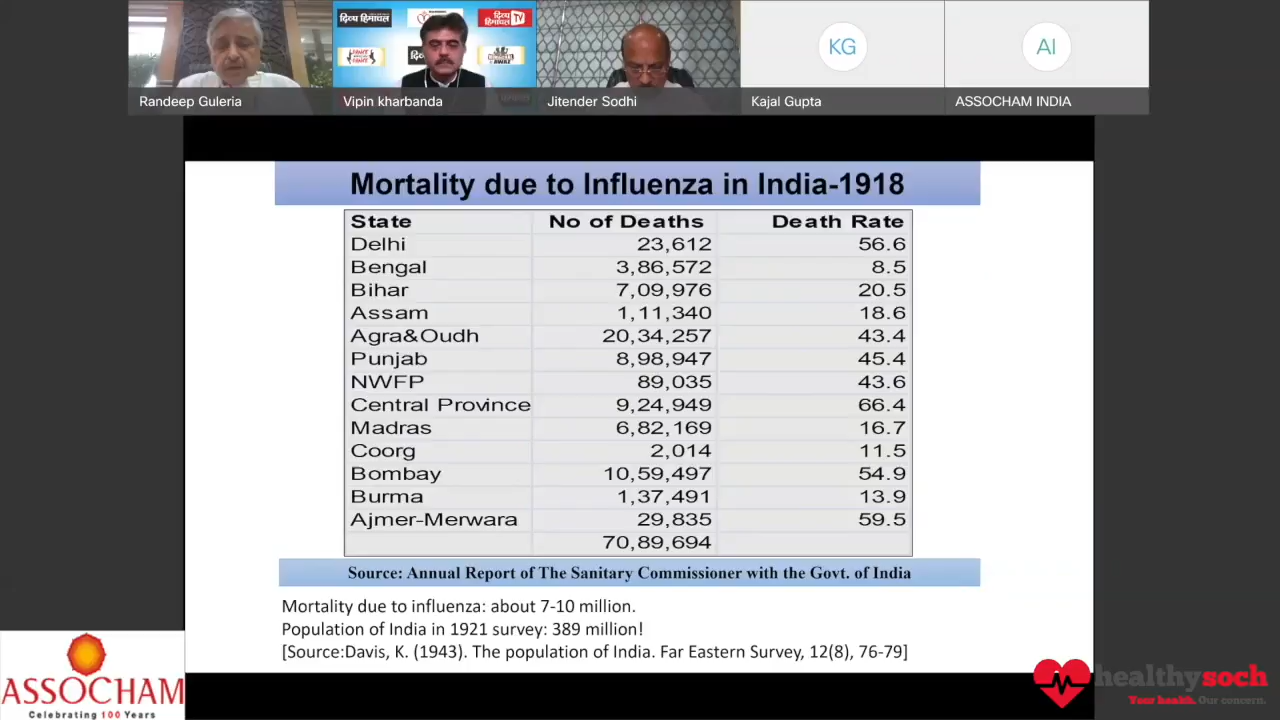 दिव्य हिमाचल
दिव्य हिमाचल TV
Randeep Guleria
Vipin kharbanda
Jitender Sodhi
KG
Kajal Gupta
AI
ASSOCHAM INDIA
Mortality due to Influenza in India-1918
State No of Deaths Death Rate
Delhi 23,612 56.6
Bengal 3,86,572 8.5
Bihar 7,09,976 20.5
Assam 1,11,340 18.6
Agra&Oudh 20,34,257 43.4
Punjab 8,98,947 45.4
NWFP 89,035 43.6
Central Province 9,24,949 66.4
Madras 6,82,169 16.7
Coorg 2,014 11.5
Bombay 10,59,497 54.9
Burma 1,37,491 13.9
Ajmer-Merwara 29,835 59.5
70,89,694
Source: Annual Report of The Sanitary Commissioner with the Govt. of India
Mortality due to influenza: about 7-10 million.
Population of India in 1921 survey: 389 million!
[Source:Davis, K. (1943). The population of India. Far Eastern Survey, 12(8), 76-79]
ASSOCHAM
Celebrating 100 Years
healthysoch
Your health. Our concern.